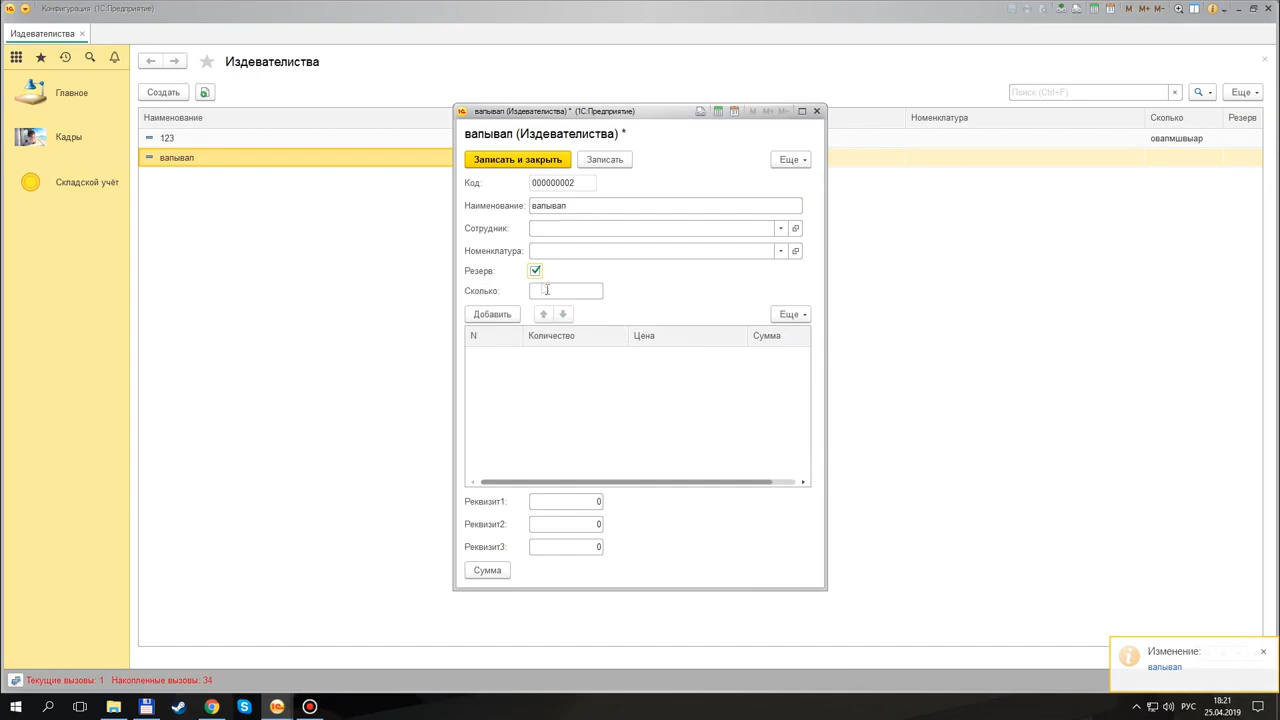 Конфигурация (1С:Предприятие)
M M+ M−
Издевателиства ×
Издевателиства
Главное
Кадры
Складской учёт
Создать
Поиск (Ctrl+F) ×
Еще
Наименование
Номенклатура
Сколько
Резерв
123
овапмшвыар
вапывап
вапывап (Издевателиства) * (1С:Предприятие)
M M+ M−
вапывап (Издевателиства) *
Записать и закрыть
Записать
Еще
Код:
000000002
Наименование:
вапывап
Сотрудник:
Номенклатура:
Резерв:
Сколько:
Добавить
Еще
N
Количество
Цена
Сумма
Реквизит1:
0
Реквизит2:
0
Реквизит3:
0
Сумма
Изменение:
вапывап
Текущие вызовы: 1 Накопленные вызовы: 34
РУС
18:21
25.04.2019